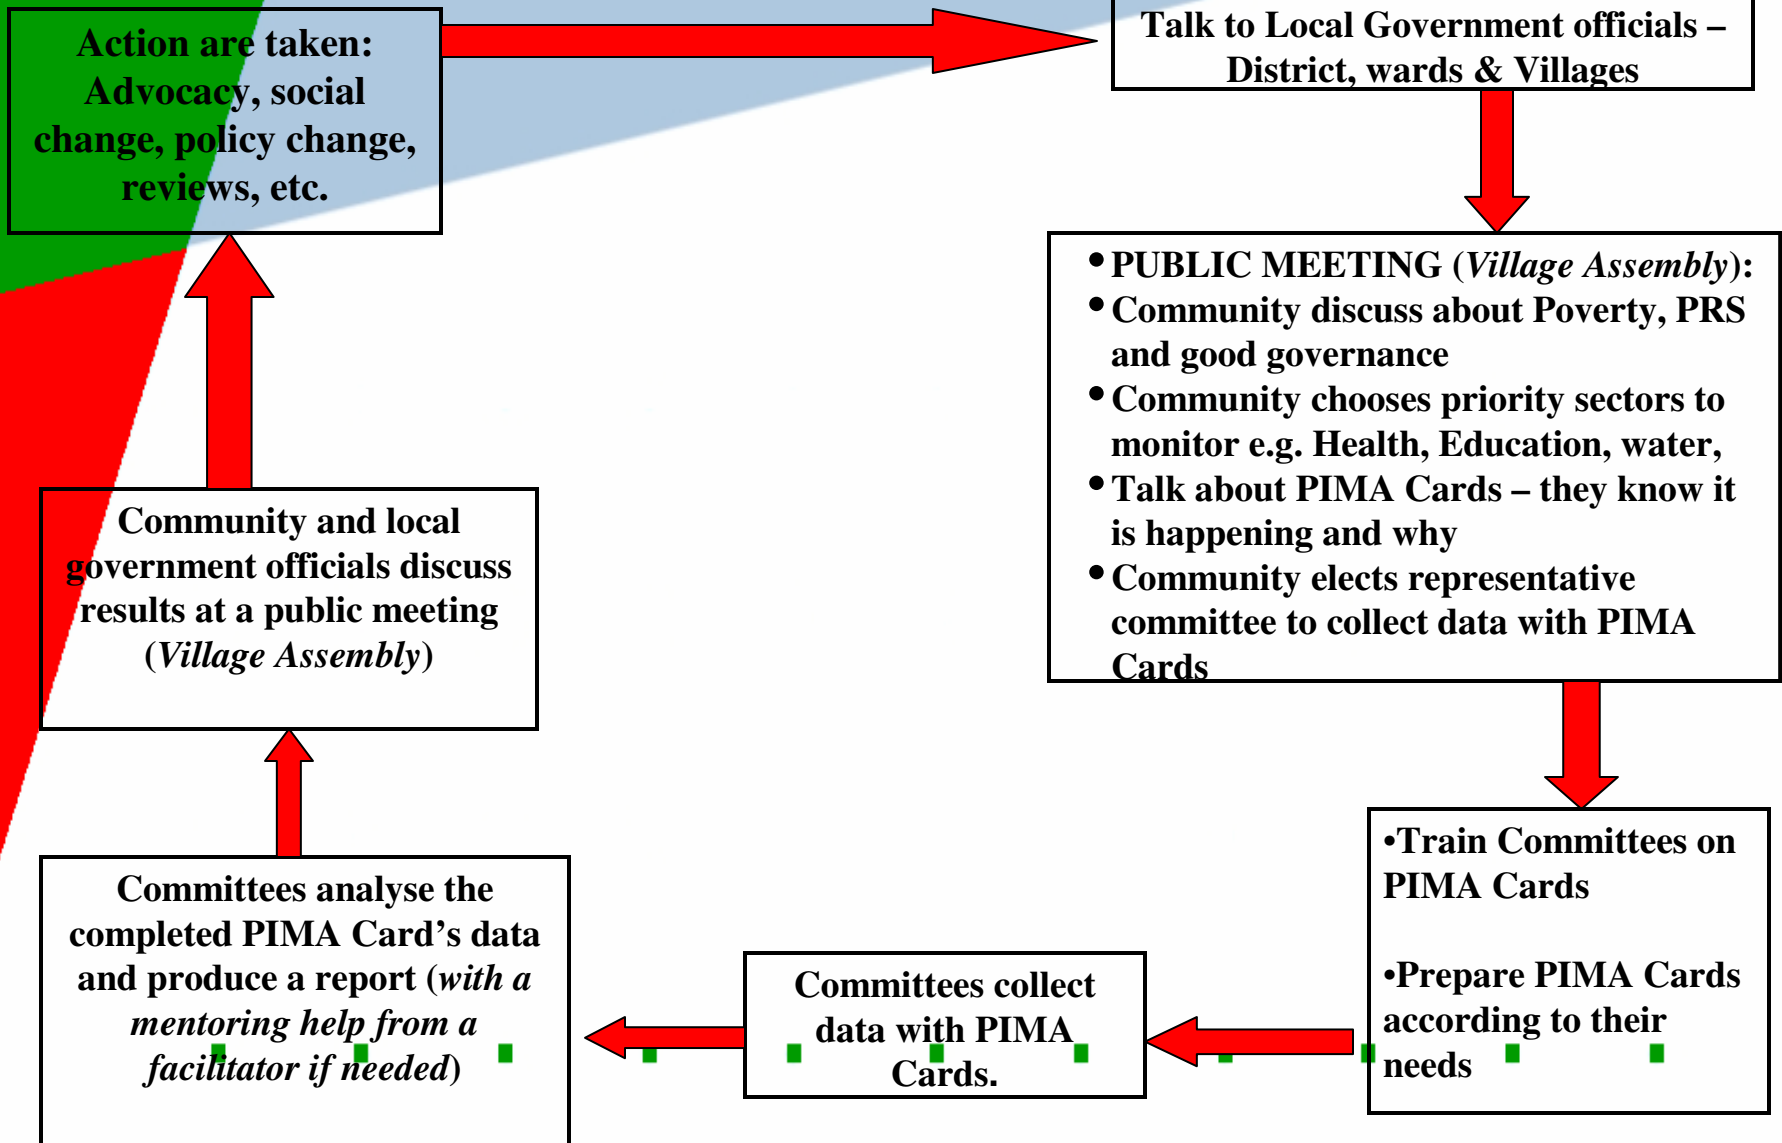 Action are taken:
Advocacy, social
change, policy change,
reviews, etc.
Talk to Local Government officials –
District, wards & Villages
•PUBLIC MEETING (Village Assembly):
•Community discuss about Poverty, PRS
and good governance
•Community chooses priority sectors to
monitor e.g. Health, Education, water,
•Talk about PIMA Cards – they know it
is happening and why
•Community elects representative
committee to collect data with PIMA
Cards
•Train Committees on
PIMA Cards
•Prepare PIMA Cards
according to their
needs
Committees collect
data with PIMA
Cards.
Committees analyse the
completed PIMA Card’s data
and produce a report (with a
mentoring help from a
facilitator if needed)
Community and local
government officials discuss
results at a public meeting
(Village Assembly)